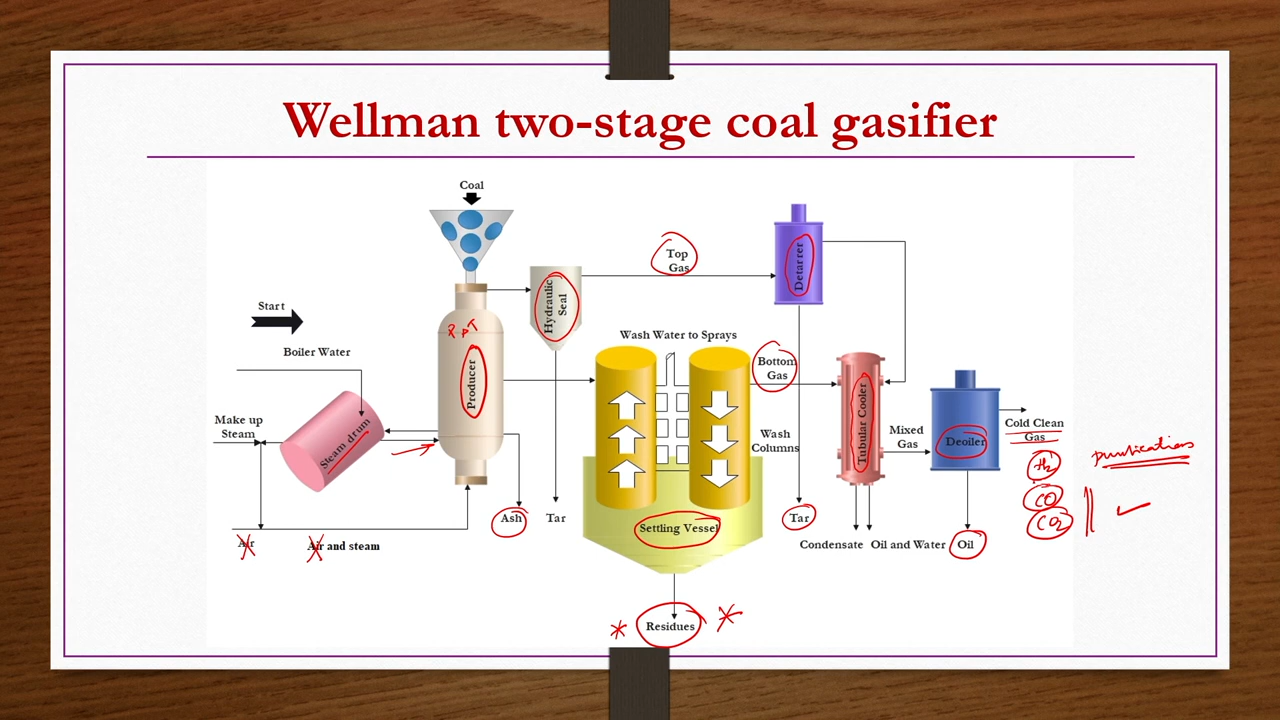 Wellman two-stage coal gasifier
Coal
Top
Gas
Detarrer
Hydraulic
Seal
Start
Boiler Water
Wash Water to Sprays
P, T
Producer
Bottom
Gas
Make up
Steam
Steam drum
Tubular Cooler
Wash
Columns
Mixed
Gas
Deoiler
Cold Clean
Gas
H2
CO
CO2
Ash
Tar
Settling Vessel
Tar
Air
Air and steam
Condensate
Oil and Water
Oil
Residues